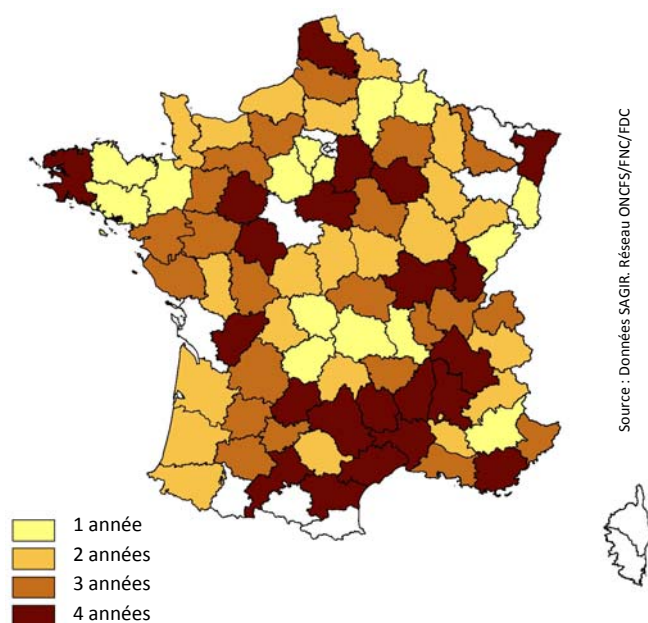 Source : Données SAGIR. Réseau ONCFS/FNC/FDC
1 année
2 années
3 années
4 années